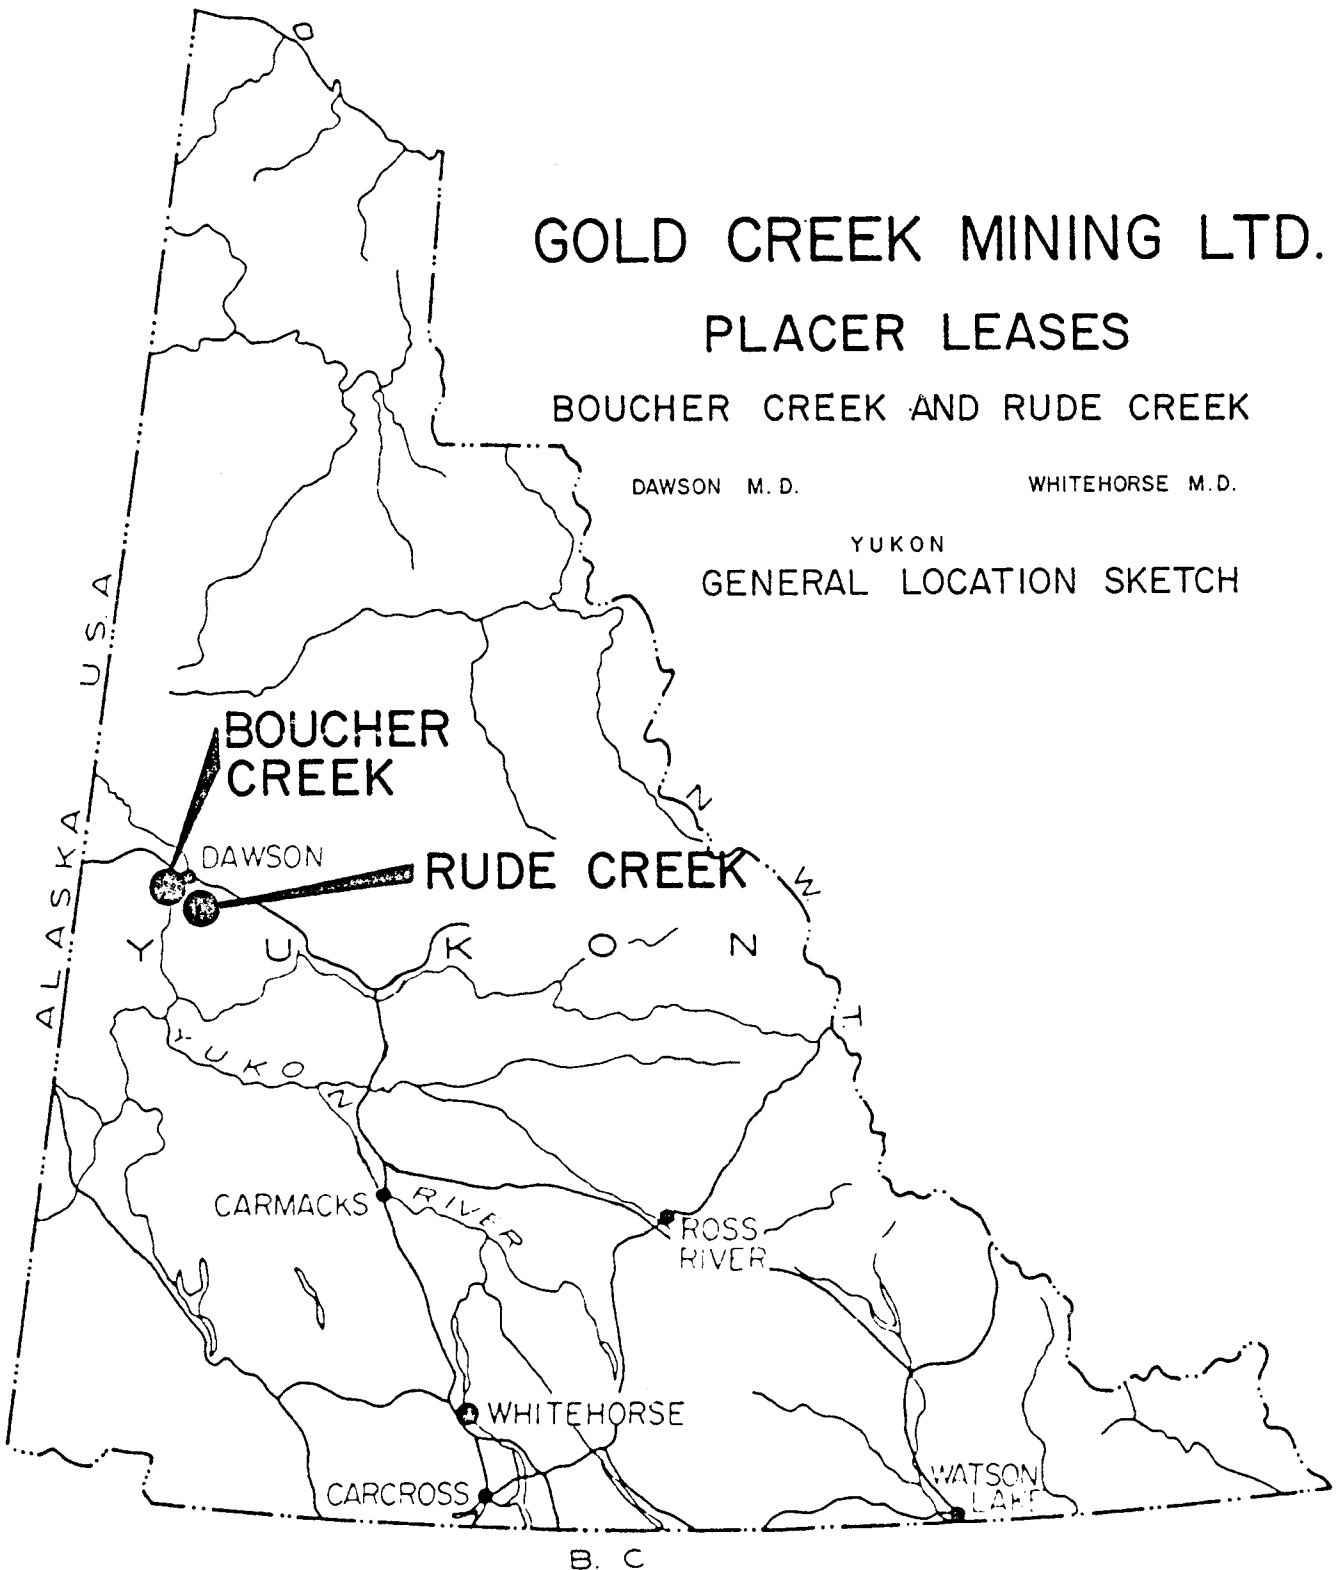 GOLD CREEK MINING LTD.
PLACER LEASES
BOUCHER CREEK AND RUDE CREEK
DAWSON M.D. WHITEHORSE M.D.
YUKON
GENERAL LOCATION SKETCH
ALASKA U.S.A
BOUCHER
CREEK
DAWSON
RUDE CREEK
N W T
Y U K O N
YUKON RIVER
CARMACKS
ROSS
RIVER
WHITEHORSE
CARCROSS
WATSON
LAKE
B. C